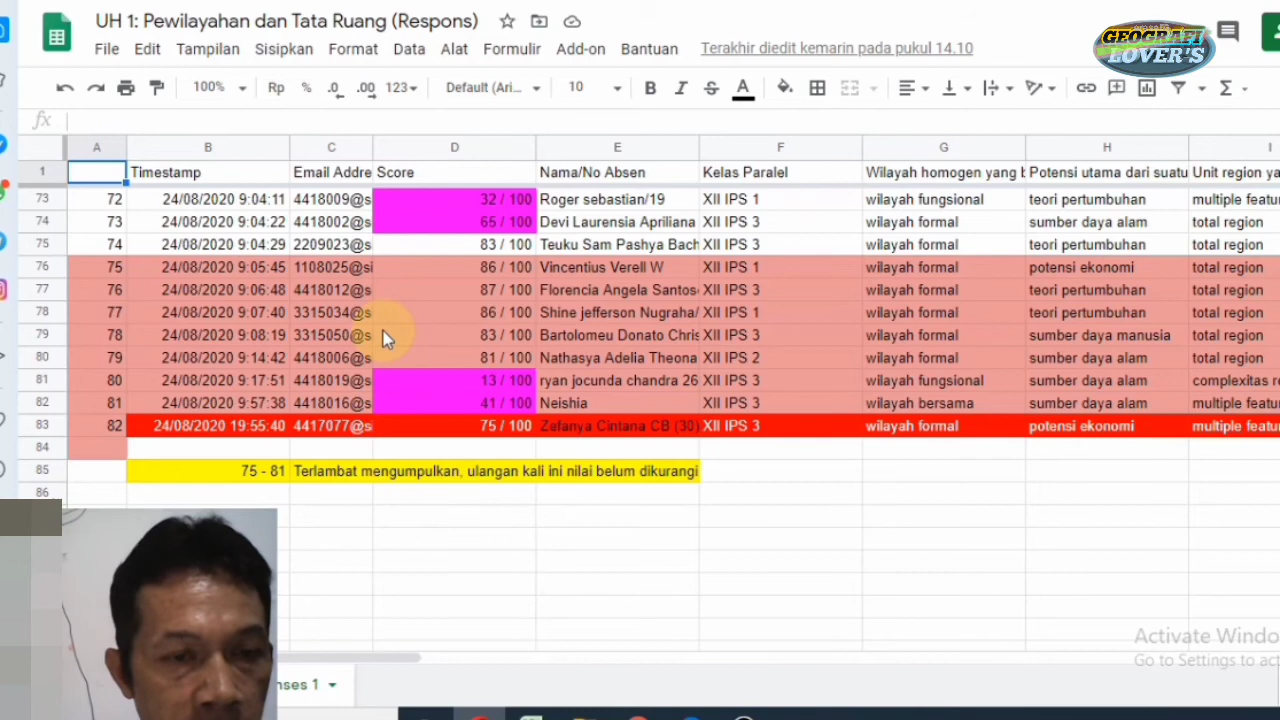 UH 1: Pewilayahan dan Tata Ruang (Respons)
GEOGRAFI
LOVER'S
File Edit Tampilan Sisipkan Format Data Alat Formulir Add-on Bantuan Terakhir diedit kemarin pada pukul 14.10
100% Rp % .0 .00 123 Default (Ari... 10 B I S A
fx
A B C D E F G H I
1 Timestamp Email Addre Score Nama/No Absen Kelas Paralel Wilayah homogen yang b Potensi utama dari suatu Unit region ya
73 72 24/08/2020 9:04:11 4418009@s 32 / 100 Roger sebastian/19 XII IPS 1 wilayah fungsional teori pertumbuhan multiple featur
74 73 24/08/2020 9:04:22 4418002@s 65 / 100 Devi Laurensia Apriliana XII IPS 3 wilayah formal sumber daya alam total region
75 74 24/08/2020 9:04:29 2209023@s 83 / 100 Teuku Sam Pashya Bach XII IPS 3 wilayah formal teori pertumbuhan total region
76 75 24/08/2020 9:05:45 1108025@si 86 / 100 Vincentius Verell W XII IPS 1 wilayah formal potensi ekonomi total region
77 76 24/08/2020 9:06:48 4418012@s 87 / 100 Florencia Angela Santos XII IPS 3 wilayah formal teori pertumbuhan total region
78 77 24/08/2020 9:07:40 3315034@s 86 / 100 Shine jefferson Nugraha/ XII IPS 1 wilayah formal teori pertumbuhan total region
79 78 24/08/2020 9:08:19 3315050@s 83 / 100 Bartolomeu Donato Chris XII IPS 3 wilayah formal sumber daya manusia total region
80 79 24/08/2020 9:14:42 4418006@s 81 / 100 Nathasya Adelia Theona XII IPS 2 wilayah formal sumber daya alam total region
81 80 24/08/2020 9:17:51 4418019@s 13 / 100 ryan jocunda chandra 26 XII IPS 3 wilayah fungsional sumber daya alam complexitas r
82 81 24/08/2020 9:57:38 4418016@s 41 / 100 Neishia XII IPS 3 wilayah bersama sumber daya alam multiple featu
83 82 24/08/2020 19:55:40 4417077@s 75 / 100 Zefanya Cintana CB (30) XII IPS 3 wilayah formal potensi ekonomi multiple featur
84
85 75 - 81 Terlambat mengumpulkan, ulangan kali ini nilai belum dikurangi
86
Activate Windo
Go to Settings to act
nses 1